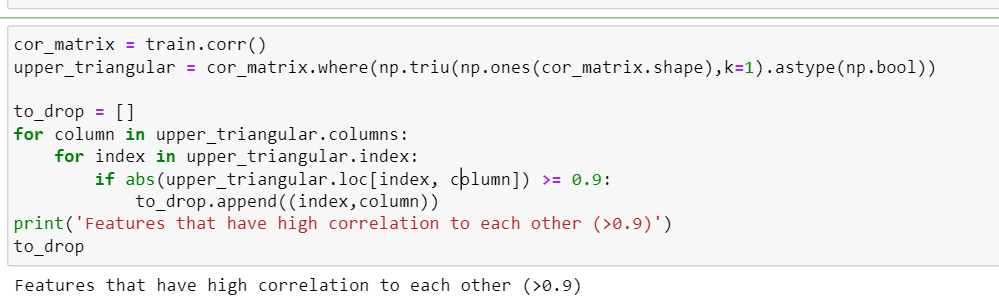 cor_matrix = train.corr()
upper_triangular = cor_matrix.where(np.triu(np.ones(cor_matrix.shape),k=1).astype(np.bool))
to_drop = []
for column in upper_triangular.columns:
    for index in upper_triangular.index:
        if abs(upper_triangular.loc[index, column]) >= 0.9:
            to_drop.append((index,column))
print('Features that have high correlation to each other (>0.9)')
to_drop
Features that have high correlation to each other (>0.9)